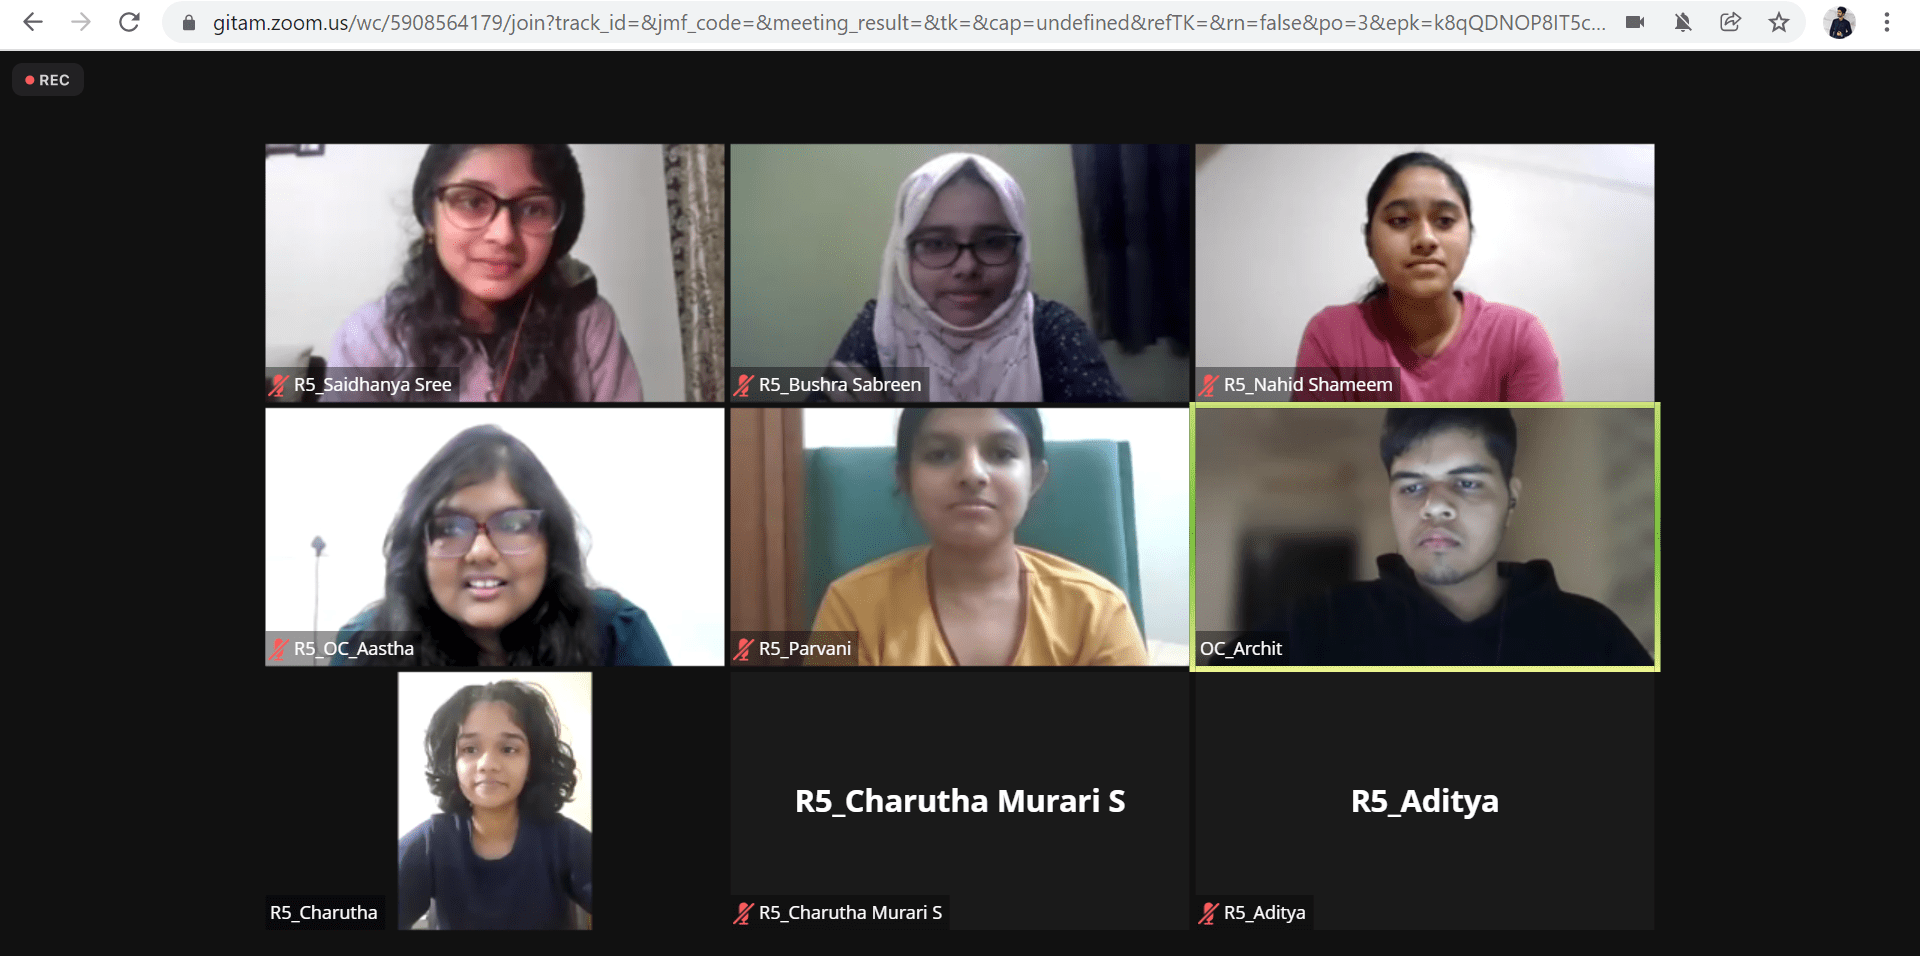 gitam.zoom.us/wc/5908564179/join?track_id=&jmf_code=&meeting_result=&tk=&cap=undefined&refTK=&rn=false&po=3&epk=k8qQDNOP8IT5c...
REC
R5_Saidhanya Sree
R5_Bushra Sabreen
R5_Nahid Shameem
R5_OC_Aastha
R5_Parvani
OC_Archit
R5_Charutha
R5_Charutha Murari S
R5_Charutha Murari S
R5_Aditya
R5_Aditya